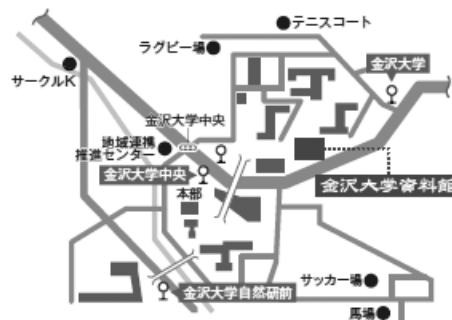 テニスコート
ラグビー場
金沢大学
サークルK
金沢大学中央
地域連携
推進センター
金沢大学中央
本部
金沢大学資料館
サッカー場
金沢大学自然研前
馬場